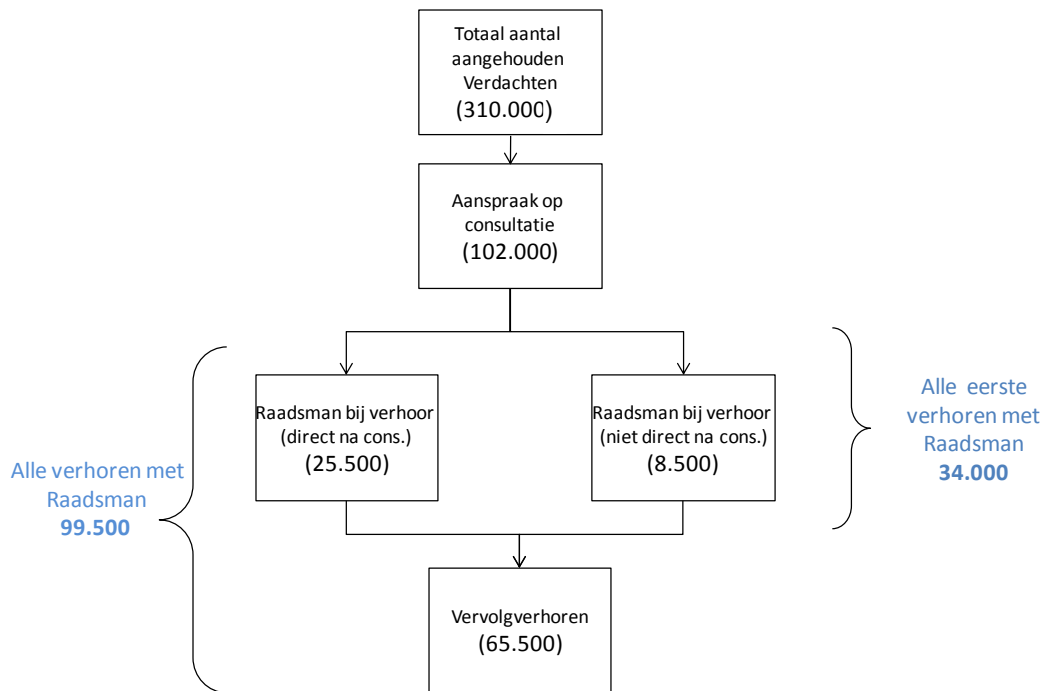 Totaal aantal
aangehouden
Verdachten
(310.000)
Aanspraak op
consultatie
(102.000)
Raadsman bij verhoor
(direct na cons.)
(25.500)
Raadsman bij verhoor
(niet direct na cons.)
(8.500)
Alle eerste
verhoren met
Raadsman
34.000
Alle verhoren met
Raadsman
99.500
Vervolgverhoren
(65.500)